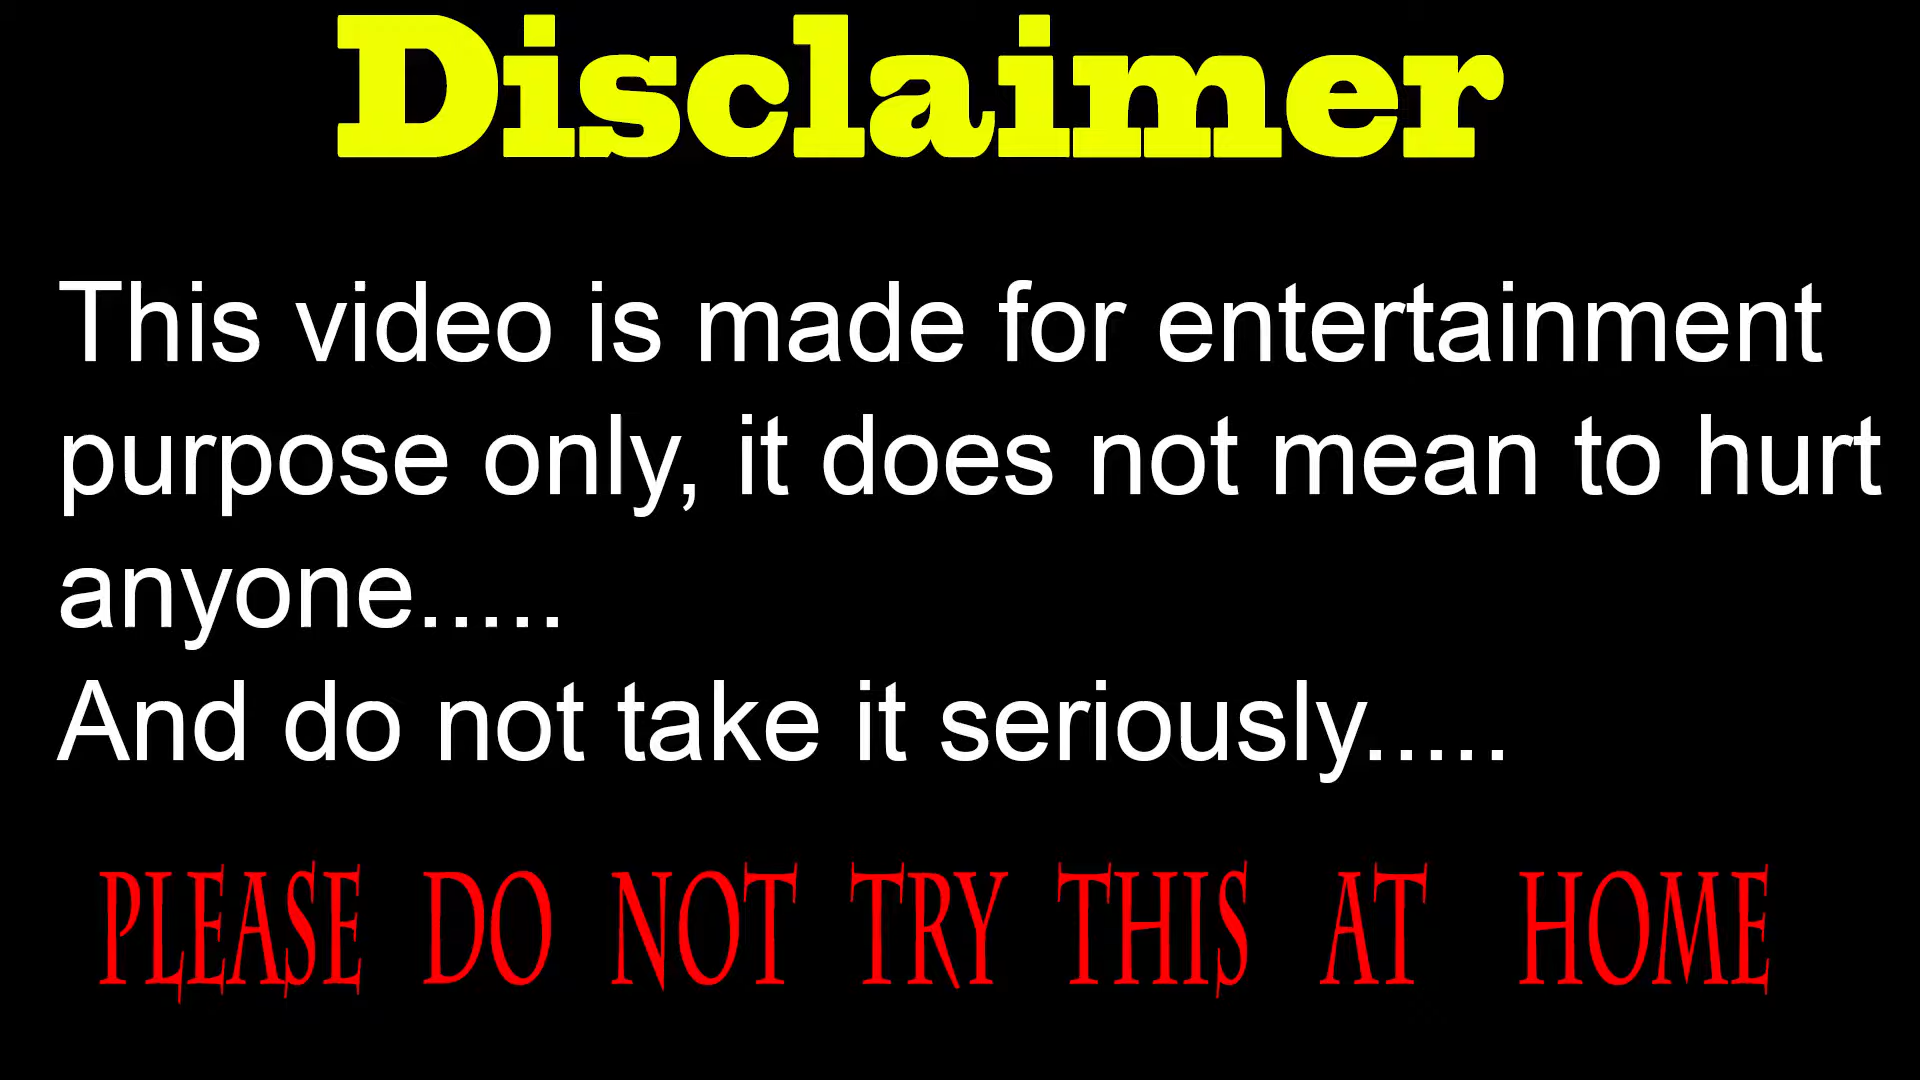 Disclaimer
This video is made for entertainment
purpose only, it does not mean to hurt
anyone.....
And do not take it seriously.....
PLEASE DO NOT TRY THIS AT HOME